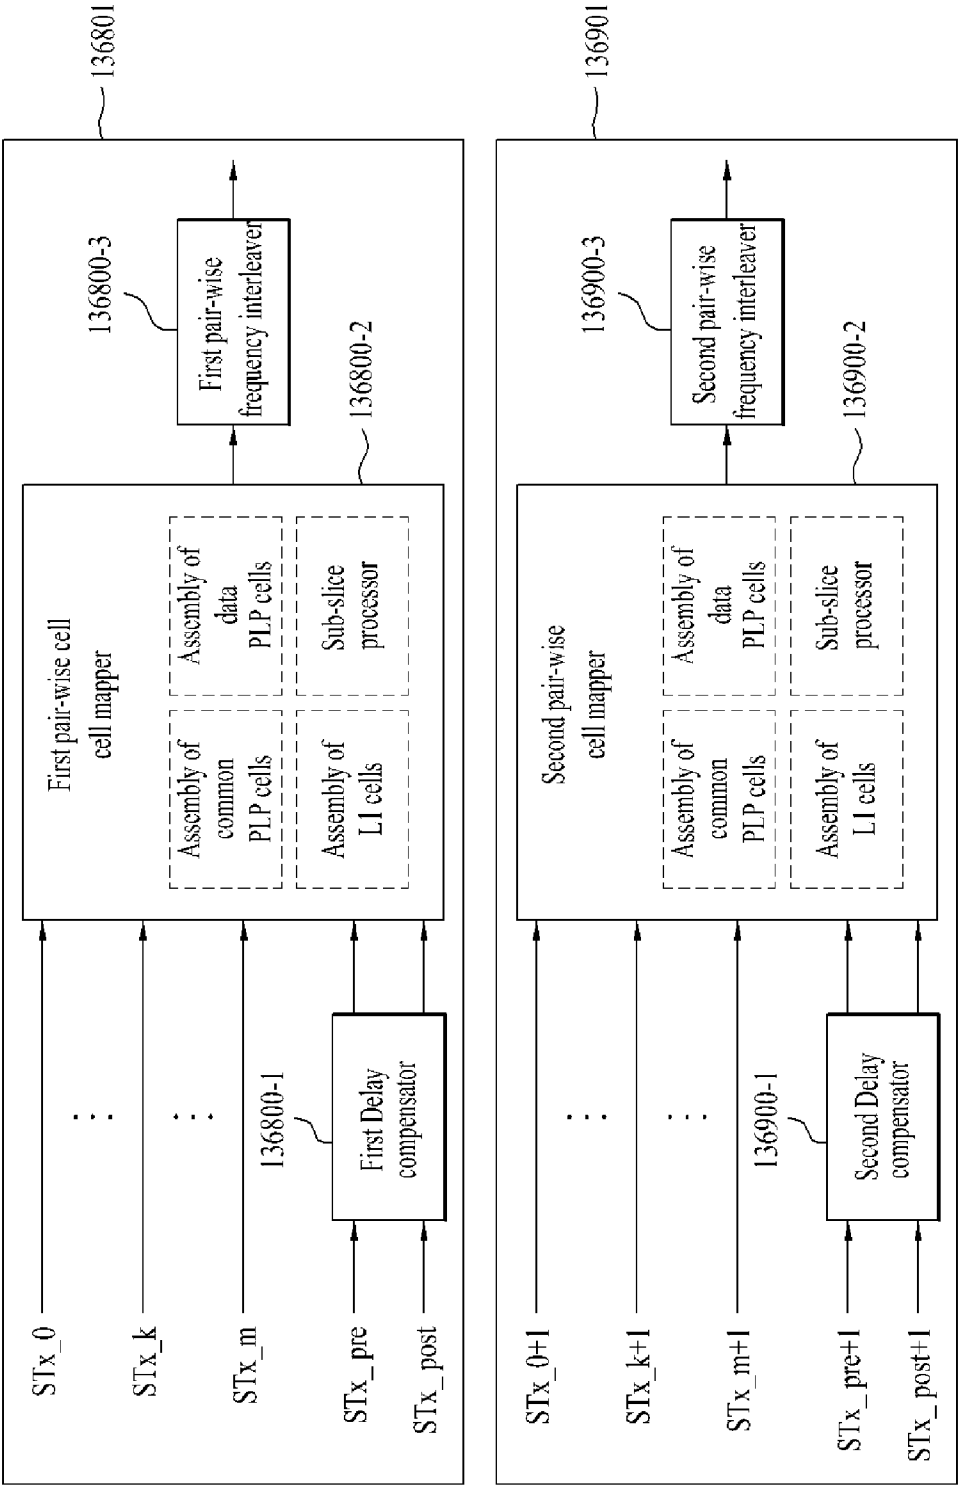 136801
STx_0
STx_k
STx_m
STx_pre
STx_post
. . .
. . .
136800-1
First Delay
compensator
First pair-wise cell
cell mapper
Assembly of
common
PLP cells
Assembly of
data
PLP cells
Assembly of
L1 cells
Sub-slice
processor
136800-2
136800-3
First pair-wise
frequency interleaver
136901
STx_0+1
STx_k+1
STx_m+1
STx_pre+1
STx_post+1
. . .
. . .
136900-1
Second Delay
compensator
Second pair-wise
cell mapper
Assembly of
common
PLP cells
Assembly of
data
PLP cells
Assembly of
L1 cells
Sub-slice
processor
136900-2
136900-3
Second pair-wise
frequency interleaver